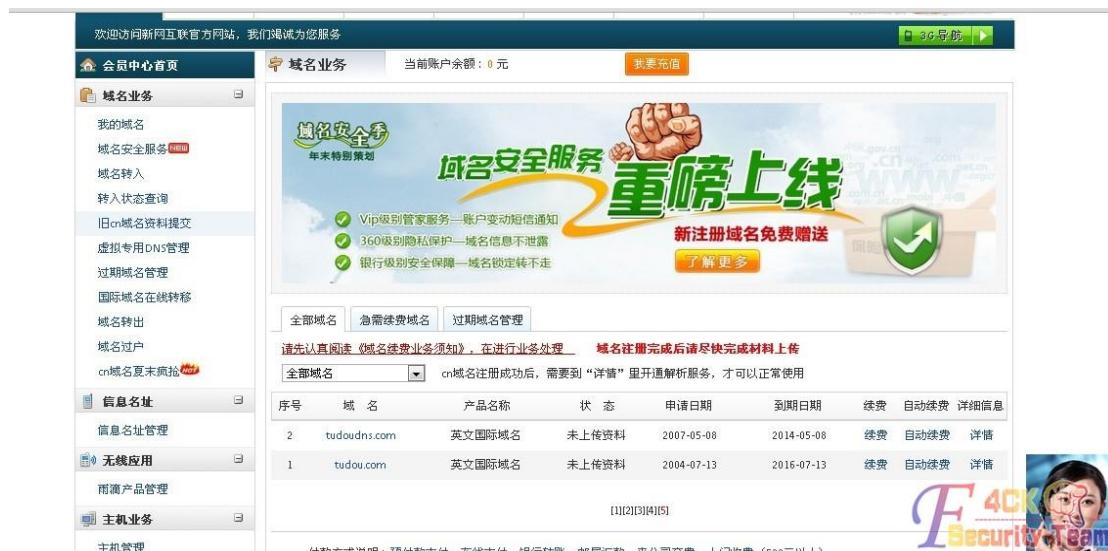 欢迎访问新网互联官方网站，我们竭诚为您服务
3G导航
会员中心首页
域名业务
当前账户余额：0 元
我要充值
域名业务
我的域名
域名安全服务
域名转入
转入状态查询
旧cn域名资料提交
虚拟专用DNS管理
过期域名管理
国际域名在线转移
域名转出
域名过户
cn域名夏末疯抢HOT
信息名址
信息名址管理
无线应用
雨滴产品管理
主机业务
主机管理
域名安全季
年末特别策划
域名安全服务
重磅上线
Vip级别管家服务—账户变动短信通知
360级别隐私保护—域名信息不泄露
银行级别安全保障—域名锁定转不走
新注册域名免费赠送
了解更多
全部域名 急需续费域名 过期域名管理
请先认真阅读《域名续费业务须知》，在进行业务处理 域名注册完成后请尽快完成材料上传
全部域名 cn域名注册成功后，需要到“详情”里开通解析服务，才可以正常使用
序号 域 名 产品名称 状 态 申请日期 到期日期 续费 自动续费 详细信息
2 tudoudns.com 英文国际域名 未上传资料 2007-05-08 2014-05-08 续费 自动续费 详情
1 tudou.com 英文国际域名 未上传资料 2004-07-13 2016-07-13 续费 自动续费 详情
[1][2][3][4][5]
F4CK
Security Team